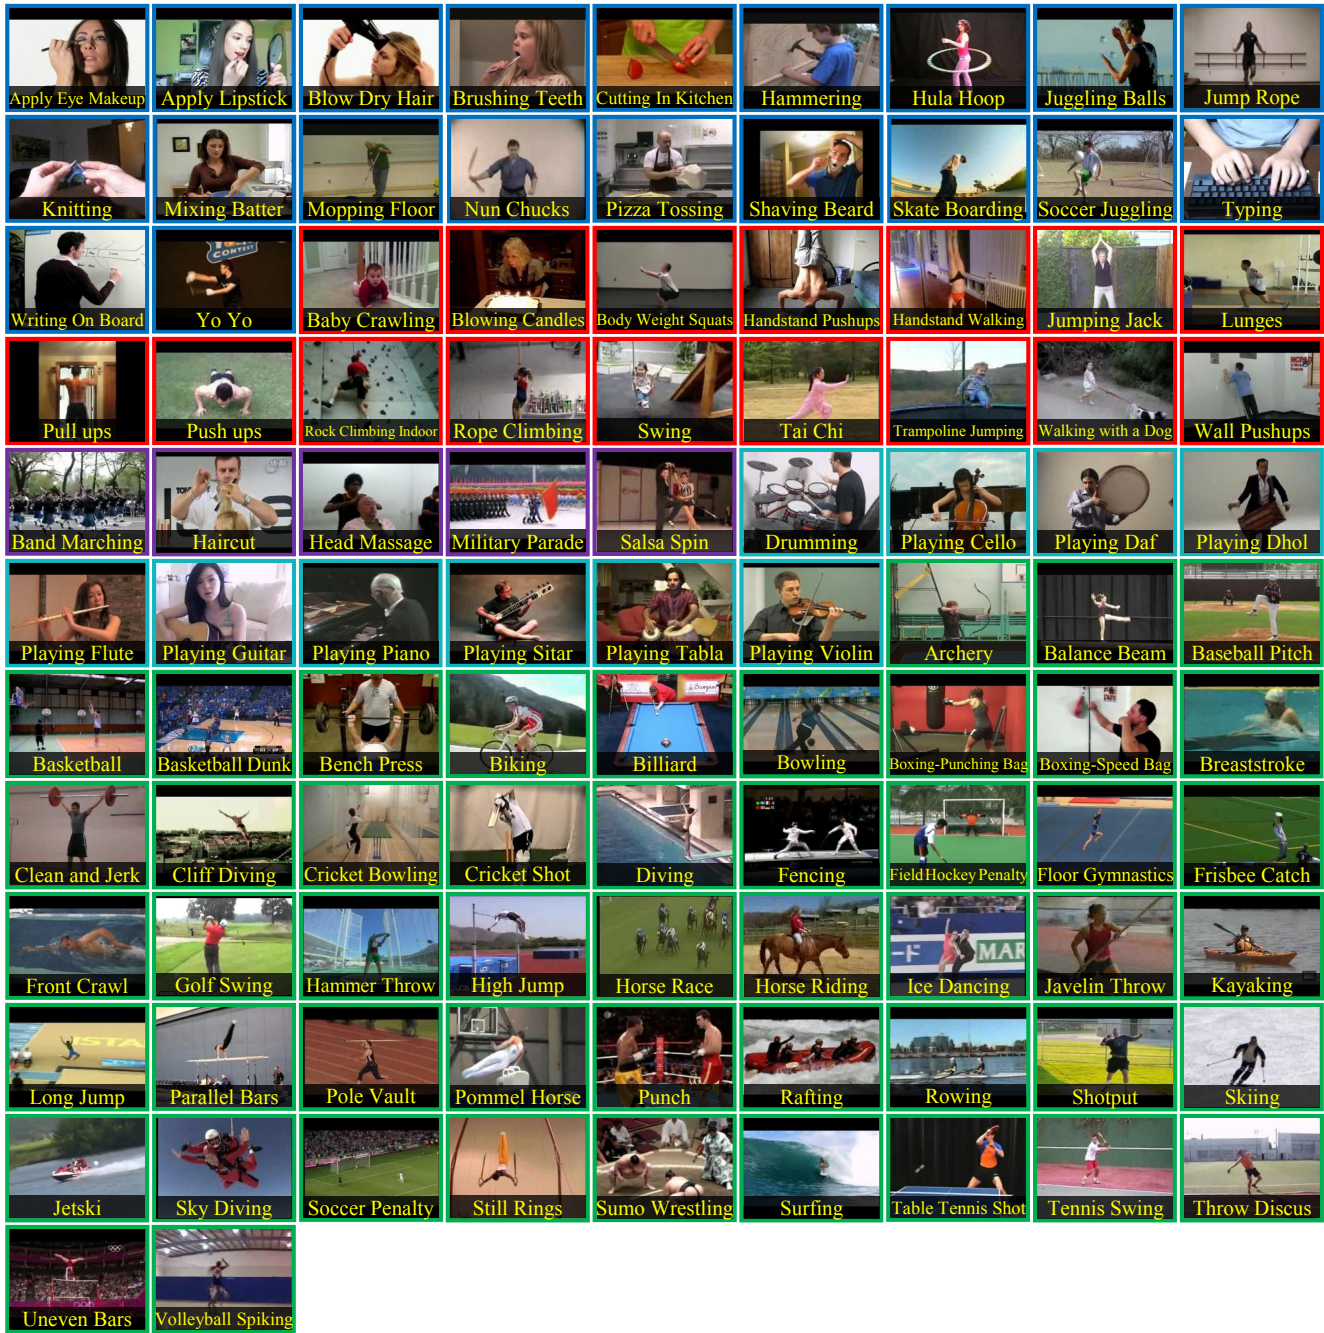 Apply Eye Makeup
Apply Lipstick
Blow Dry Hair
Brushing Teeth
Cutting In Kitchen
Hammering
Hula Hoop
Juggling Balls
Jump Rope
Knitting
Mixing Batter
Mopping Floor
Nun Chucks
Pizza Tossing
Shaving Beard
Skate Boarding
Soccer Juggling
Typing
Writing On Board
CONTEST
Yo Yo
Baby Crawling
Blowing Candles
Body Weight Squats
Handstand Pushups
Handstand Walking
Jumping Jack
Lunges
Pull ups
Push ups
Rock Climbing Indoor
Rope Climbing
Swing
Tai Chi
Trampoline Jumping
Walking with a Dog
Wall Pushups
Band Marching
Haircut
Head Massage
Military Parade
Salsa Spin
Drumming
Playing Cello
Playing Daf
Playing Dhol
Playing Flute
Playing Guitar
Playing Piano
Playing Sitar
Playing Tabla
Playing Violin
Archery
Balance Beam
Baseball Pitch
Basketball
Basketball Dunk
Bench Press
Biking
Billiard
Bowling
Boxing-Punching Bag
Boxing-Speed Bag
Breaststroke
Clean and Jerk
Cliff Diving
Cricket Bowling
Cricket Shot
Diving
Fencing
Field Hockey Penalty
Floor Gymnastics
Frisbee Catch
Front Crawl
Golf Swing
Hammer Throw
High Jump
Horse Race
Horse Riding
MAR
Ice Dancing
Javelin Throw
Kayaking
Long Jump
Parallel Bars
Pole Vault
Pommel Horse
Punch
Rafting
Rowing
Shotput
Skiing
Jetski
Sky Diving
Soccer Penalty
Still Rings
Sumo Wrestling
Surfing
Table Tennis Shot
Tennis Swing
Throw Discus
Uneven Bars
Volleyball Spiking